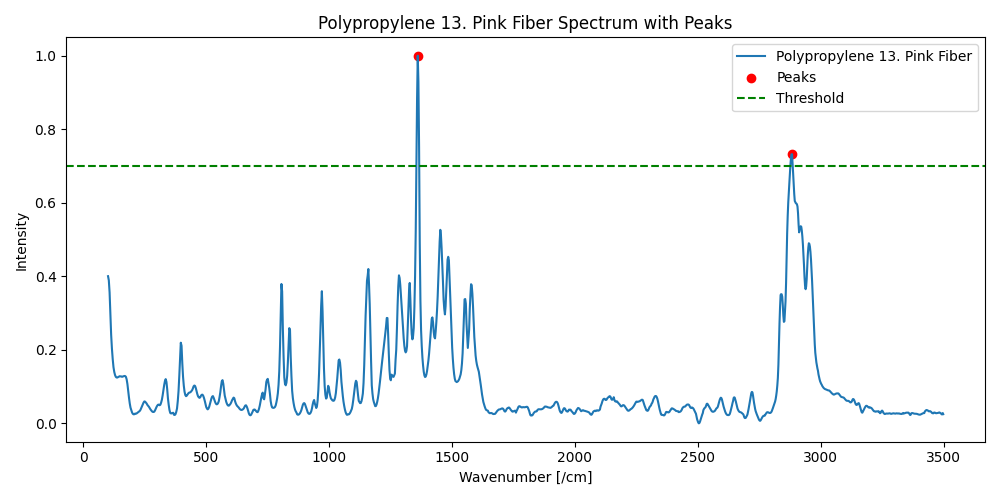 Polypropylene 13. Pink Fiber Spectrum with Peaks
Polypropylene 13. Pink Fiber
Peaks
Threshold
Intensity
1.0
0.8
0.6
0.4
0.2
0.0
0 500 1000 1500 2000 2500 3000 3500
Wavenumber [/cm]